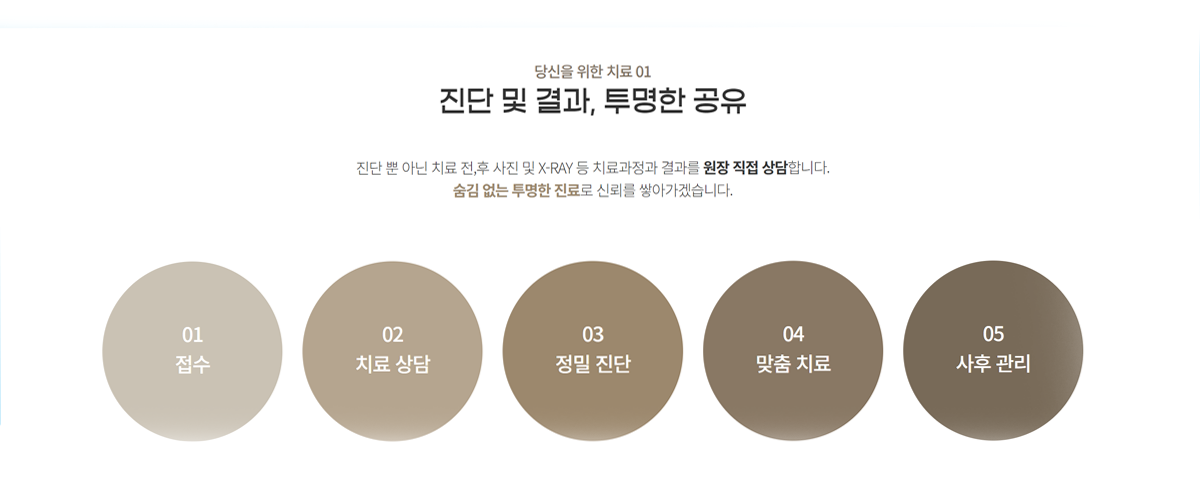 당신을 위한 치료 01
진단 및 결과, 투명한 공유
진단 뿐 아닌 치료 전,후 사진 및 X-RAY 등 치료과정과 결과를 원장 직접 상담합니다.
숨김 없는 투명한 진료로 신뢰를 쌓아가겠습니다.
01
접수
02
치료 상담
03
정밀 진단
04
맞춤 치료
05
사후 관리